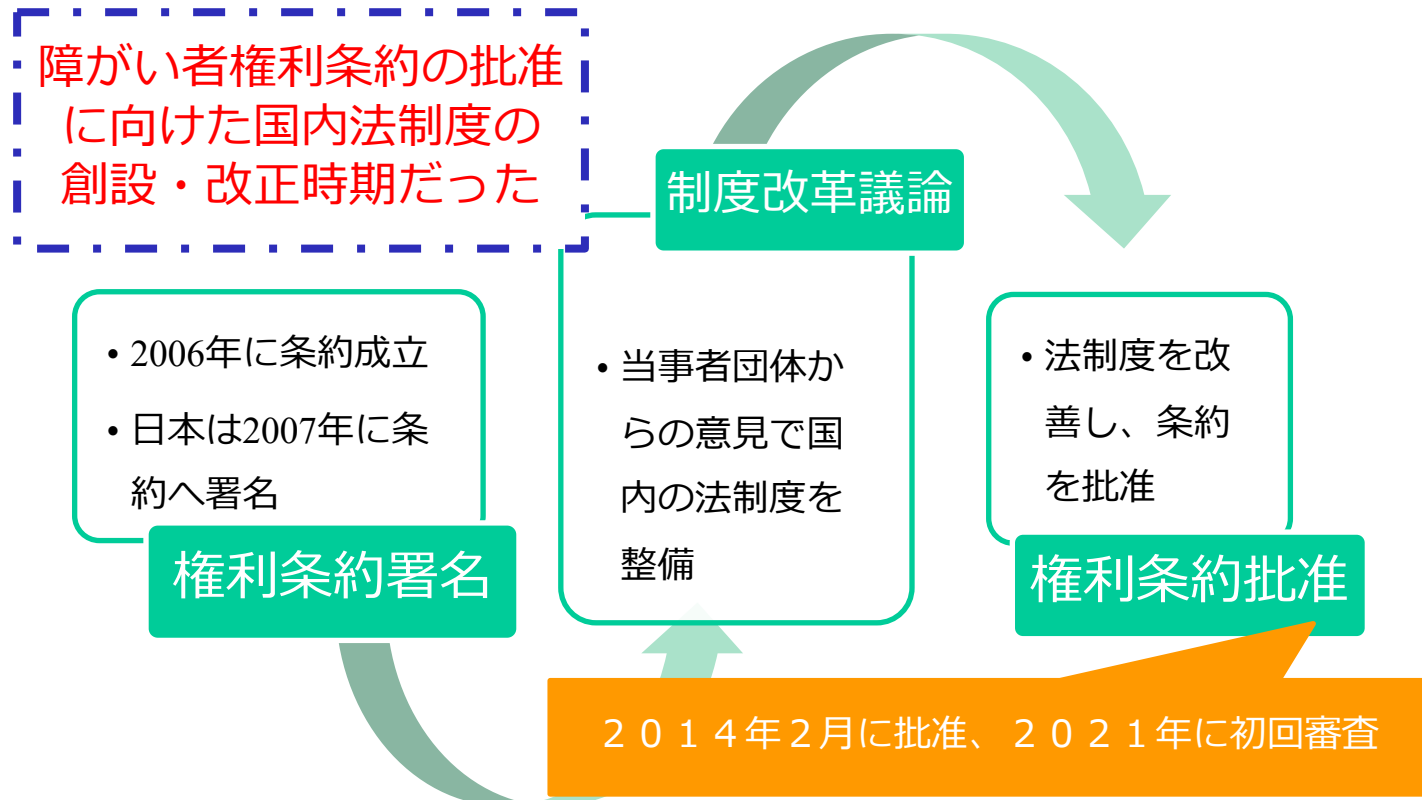 障がい者権利条約の批准
に向けた国内法制度の
創設・改正時期だった
• 2006年に条約成立
• 日本は2007年に条
約へ署名
権利条約署名
制度改革議論
• 当事者団体か
らの意見で国
内の法制度を
整備
• 法制度を改
善し、条約
を批准
権利条約批准
２０１４年２月に批准、２０２１年に初回審査